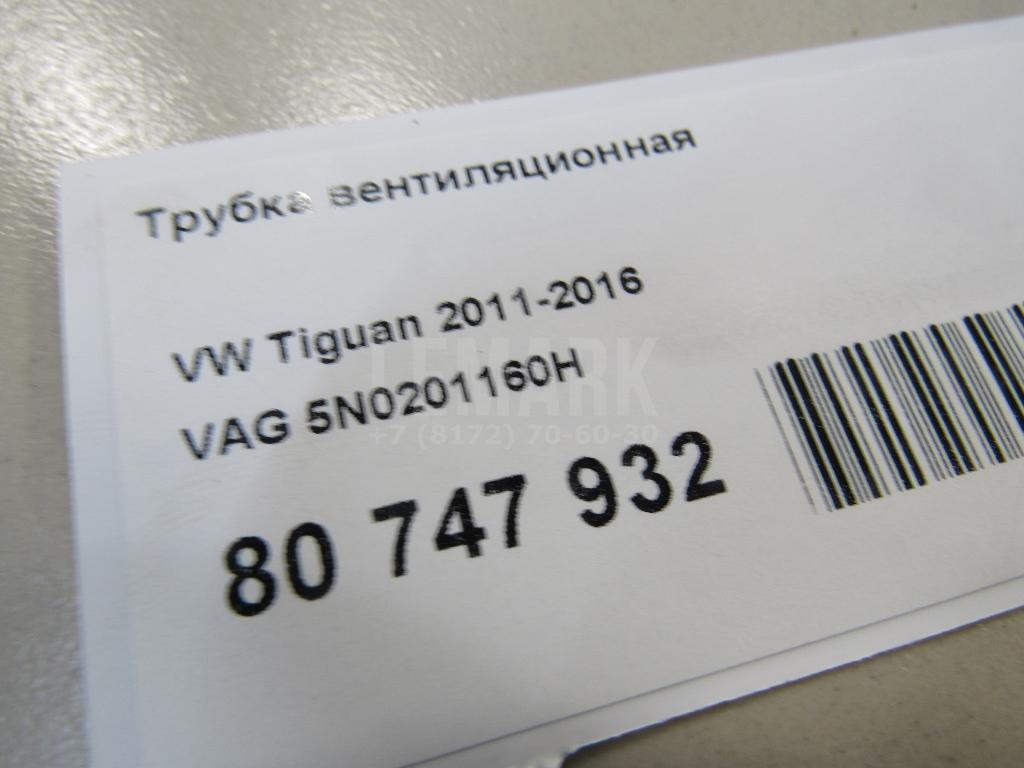 Трубка вентиляционная
VW Tiguan 2011-2016
VAG 5N0201160H
80 747 932
LEMARK
+7 (8172) 70-60-30